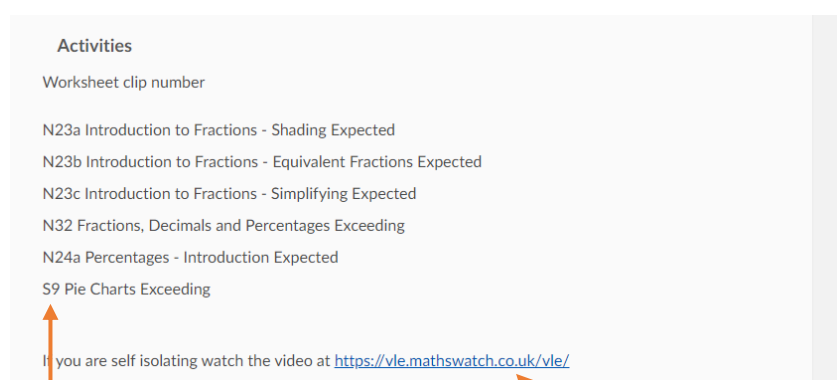 Activities
Worksheet clip number
N23a Introduction to Fractions - Shading Expected
N23b Introduction to Fractions - Equivalent Fractions Expected
N23c Introduction to Fractions - Simplifying Expected
N32 Fractions, Decimals and Percentages Exceeding
N24a Percentages - Introduction Expected
S9 Pie Charts Exceeding
If you are self isolating watch the video at https://vle.mathswatch.co.uk/vle/